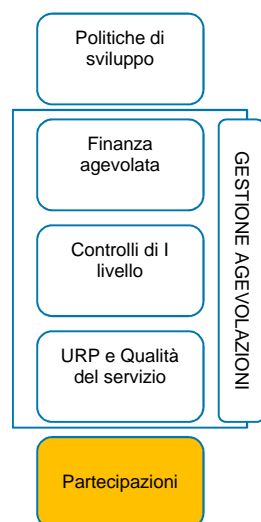 Politiche di
sviluppo
Finanza
agevolata
Controlli di I
livello
URP e Qualità
del servizio
GESTIONE AGEVOLAZIONI
Partecipazioni